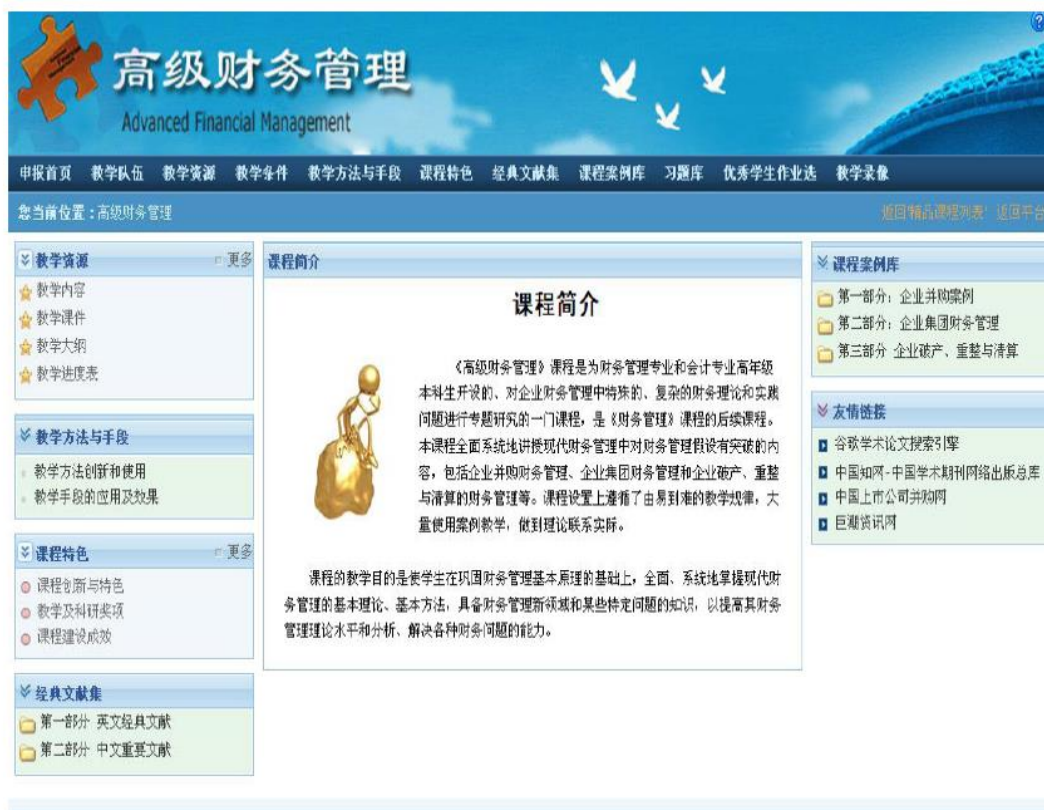 高级财务管理
Advanced Financial Management
申报首页 教学队伍 教学资源 教学条件 教学方法与手段 课程特色 经典文献集 课程案例库 习题库 优秀学生作业选 教学录像
您当前位置：高级财务管理
返回'精品课程列表' 返回平台
教学资源
更多
教学内容
教学课件
教学大纲
教学进度表
教学方法与手段
教学方法创新和使用
教学手段的应用及效果
课程特色
更多
课程创新与特色
教学及科研奖项
课程建设成效
经典文献集
第一部分 英文经典文献
第二部分 中文重要文献
课程简介
课程简介
《高级财务管理》课程是为财务管理专业和会计专业高年级
本科生开设的、对企业财务管理中特殊的、复杂的财务理论和实践
问题进行专题研究的一门课程，是《财务管理》课程的后续课程。
本课程全面系统地讲授现代财务管理中对财务管理假设有突破的内
容，包括企业并购财务管理、企业集团财务管理和企业破产、重整
与清算的财务管理等。课程设置上遵循了由易到难的教学规律，大
量使用案例教学，做到理论联系实际。
课程的教学目的是使学生在巩固财务管理基本原理的基础上，全面、系统地掌握现代财
务管理的基本理论、基本方法，具备财务管理新领域和某些特定问题的知识，以提高其财务
管理理论水平和分析、解决各种财务问题的能力。
课程案例库
第一部分：企业并购案例
第二部分：企业集团财务管理
第三部分 企业破产、重整与清算
友情链接
谷歌学术论文搜索引擎
中国知网-中国学术期刊网络出版总库
中国上市公司并购网
巨潮资讯网